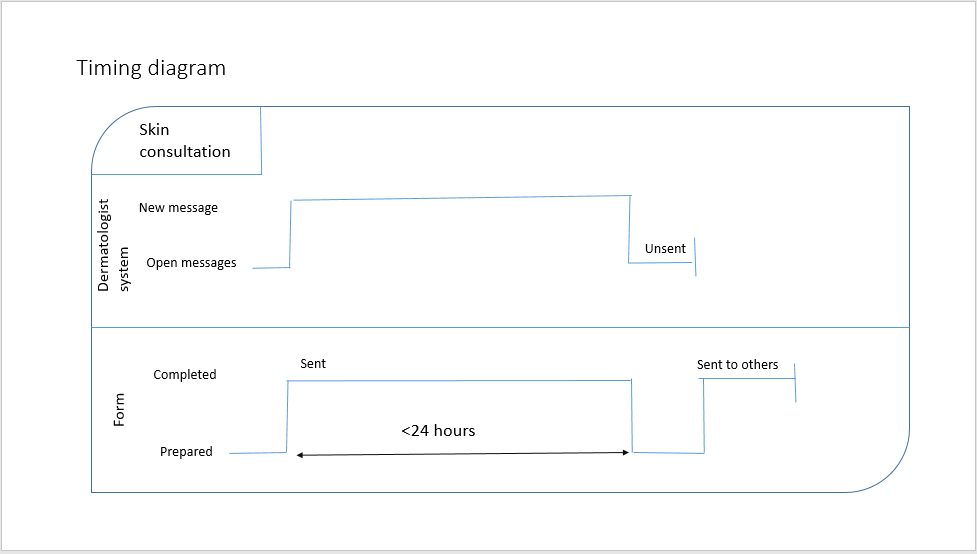 Timing diagram
Skin
consultation
Dermatologist
system
New message
Open messages
Unsent
Form
Completed
Sent
Sent to others
<24 hours
Prepared